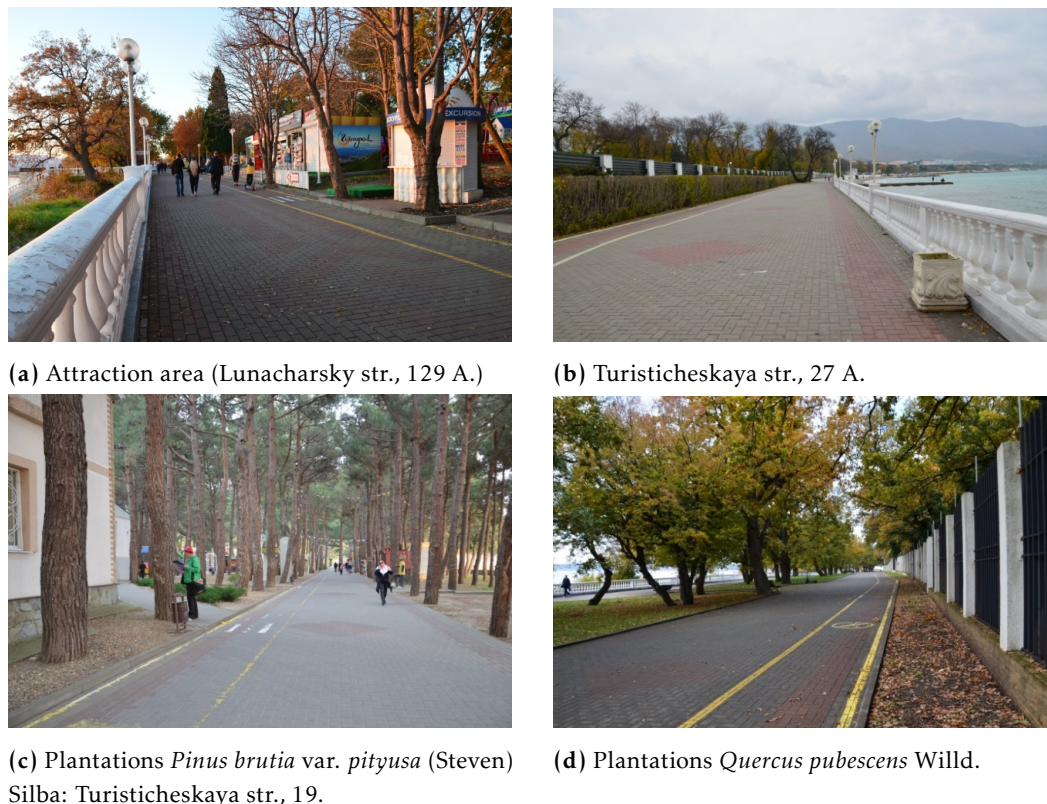 EXCURSION
(a) Attraction area (Lunacharsky str., 129 A.)
(b) Turisticheskaya str., 27 A.
(c) Plantations Pinus brutia var. pityusa (Steven)
Silba: Turisticheskaya str., 19.
(d) Plantations Quercus pubescens Willd.